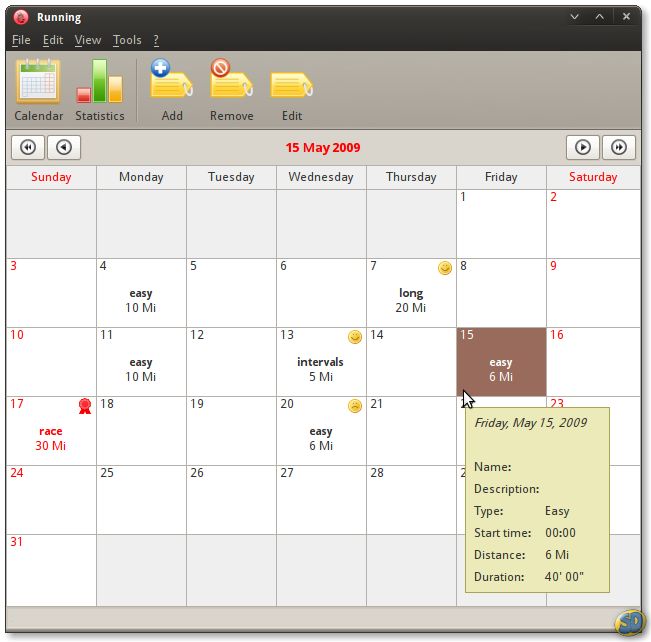 Running
File Edit View Tools ?
Calendar Statistics Add Remove Edit
15 May 2009
Sunday Monday Tuesday Wednesday Thursday Friday Saturday
1 2
3 4 5 6 7 8 9
easy long
10 Mi 20 Mi
10 11 12 13 14 15 16
easy intervals easy
10 Mi 5 Mi 6 Mi
17 18 19 20 21 23
race easy
30 Mi 6 Mi
24 25 26 27 28
31
Friday, May 15, 2009
Name:
Description:
Type: Easy
Start time: 00:00
Distance: 6 Mi
Duration: 40' 00"
SD